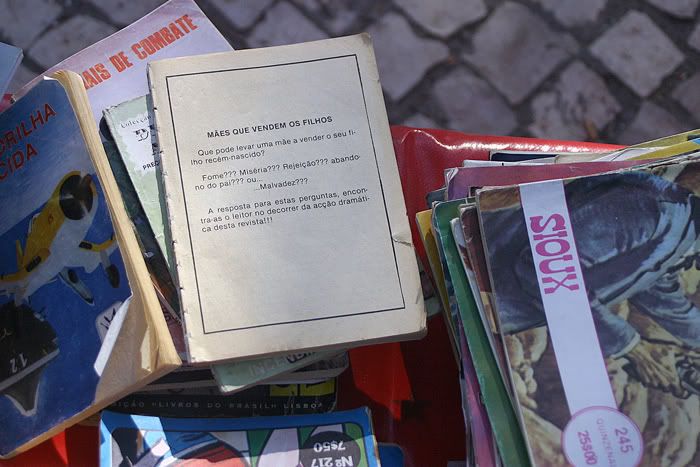 AIS DE COMBATE
RILHA
CIDA
MÃES QUE VENDEM OS FILHOS
Que pode levar uma mãe a vender o seu fi-
lho recém-nascido?
Fome??? Miséria??? Rejeição??? abando-
no do pai??? ou...
...Malvadez???
A resposta para estas perguntas, encon-
tra-as o leitor no decorrer da acção dramáti-
ca desta revista!!!
12
SIOUX
245
QUINZENA
25$00
DIÇÃO "LIVROS DO BRASIL" LISBOA
Nº 217
7$50